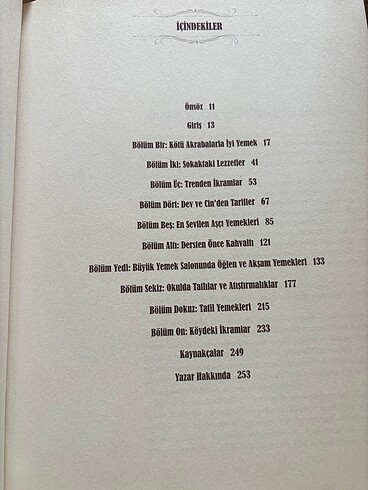 İÇİNDEKİLER
Önsöz 11
Giriş 13
Bölüm Bir: Kötü Akrabalarla İyi Yemek 17
Bölüm İki: Sokaktaki Lezzetler 41
Bölüm Üç: Trenden İkramlar 53
Bölüm Dört: Dev ve Cin'den Tarifler 67
Bölüm Beş: En Sevilen Aşçı Yemekleri 85
Bölüm Altı: Dersten Önce Kahvaltı 121
Bölüm Yedi: Büyük Yemek Salonunda Öğlen ve Akşam Yemekleri 133
Bölüm Sekiz: Okulda Tatlılar ve Atıştırmalıklar 177
Bölüm Dokuz: Tatil Yemekleri 215
Bölüm On: Köydeki İkramlar 233
Kaynakçalar 249
Yazar Hakkında 253